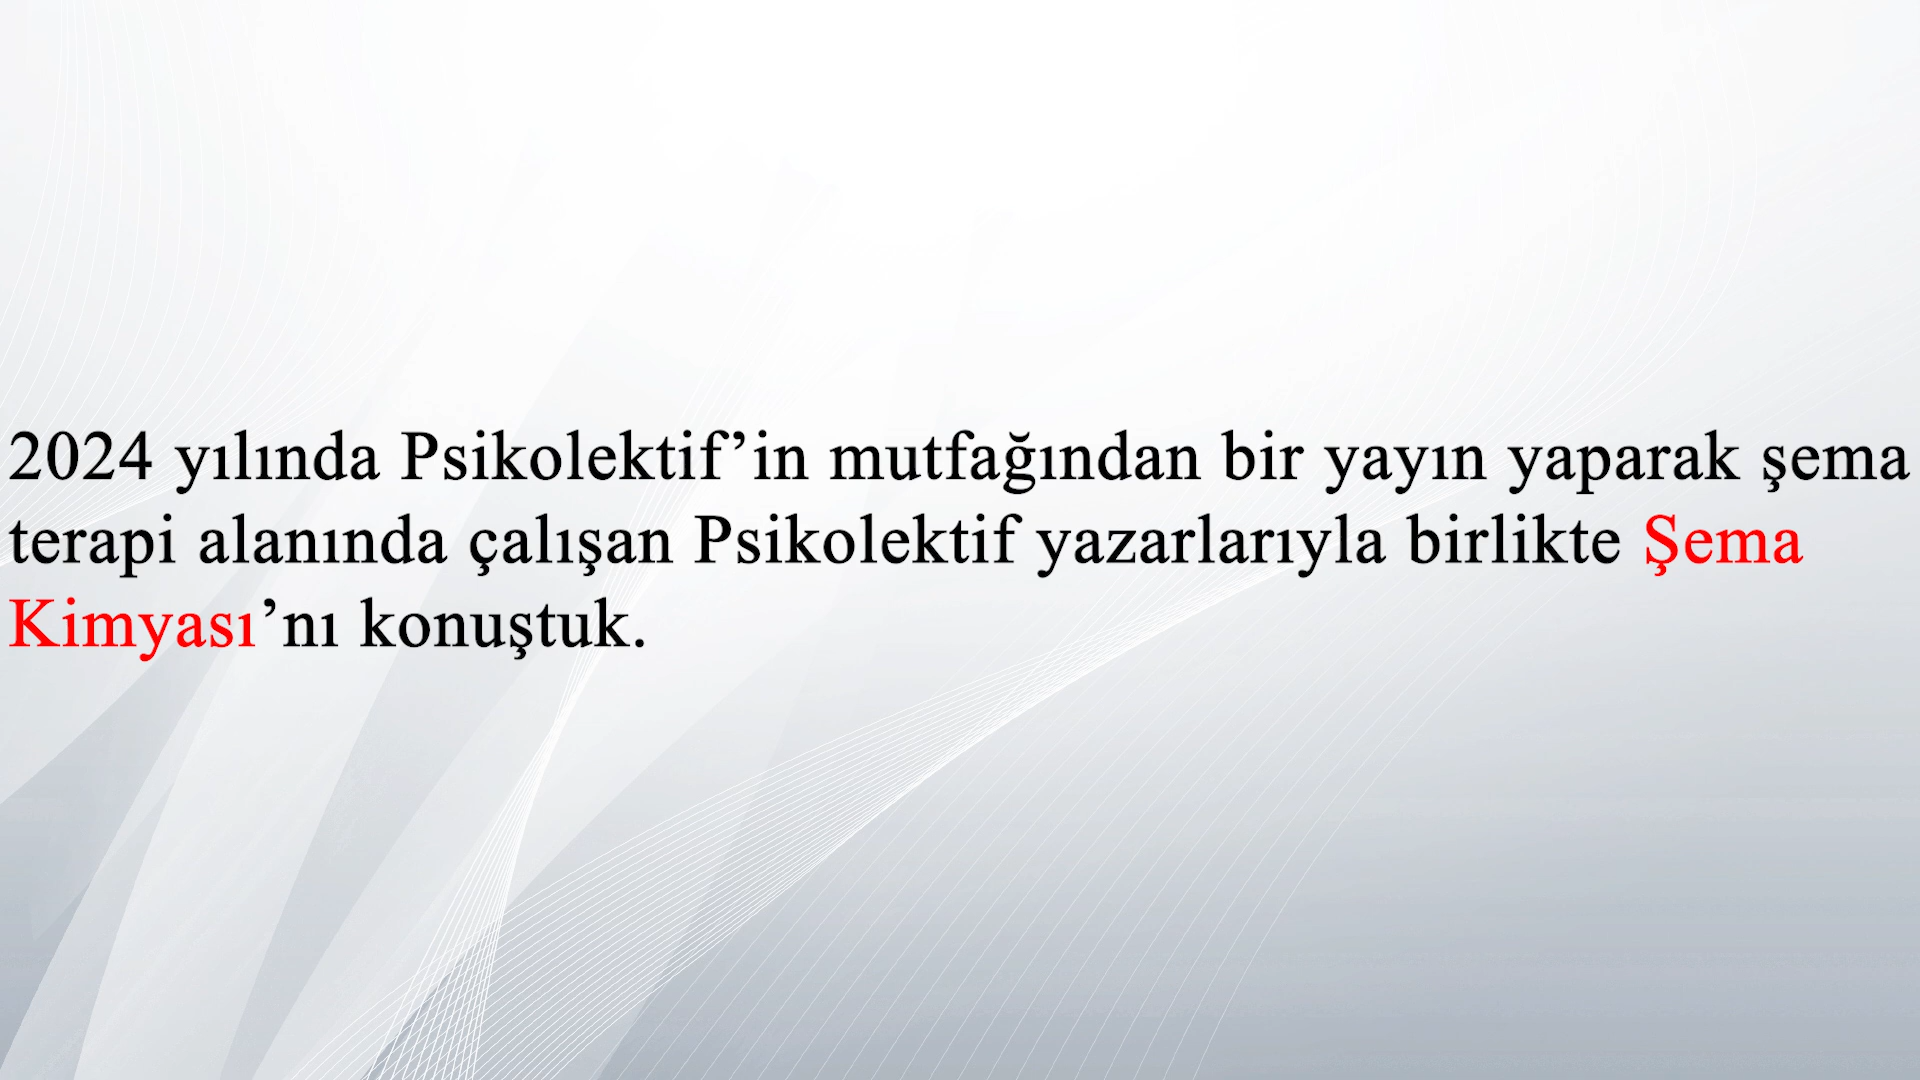 2024 yılında Psikolektif’in mutfağından bir yayın yaparak şema
terapi alanında çalışan Psikolektif yazarlarıyla birlikte Şema
Kimyası’nı konuştuk.